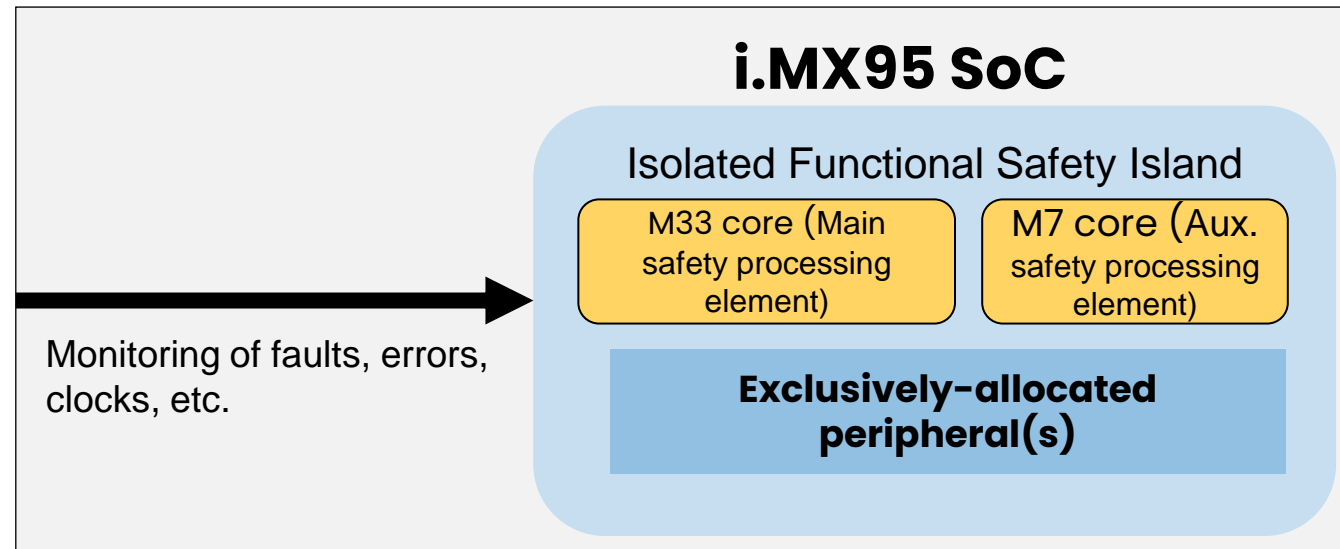 i.MX95 SoC
Isolated Functional Safety Island
M33 core (Main
safety processing
element)
M7 core (Aux.
safety processing
element)
Monitoring of faults, errors,
clocks, etc.
Exclusively-allocated
peripheral(s)